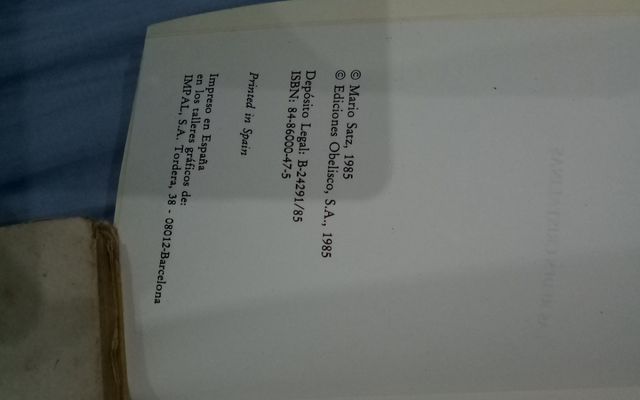 © Mario Satz, 1985
© Ediciones Obelisco, S.A., 1985
Depósito Legal: B-24291/85
ISBN: 84-86000-47-5
Printed in Spain
Impreso en España
en los talleres gráficos de:
IMPAL, S.A. Tordera, 38 - 08012-Barcelona